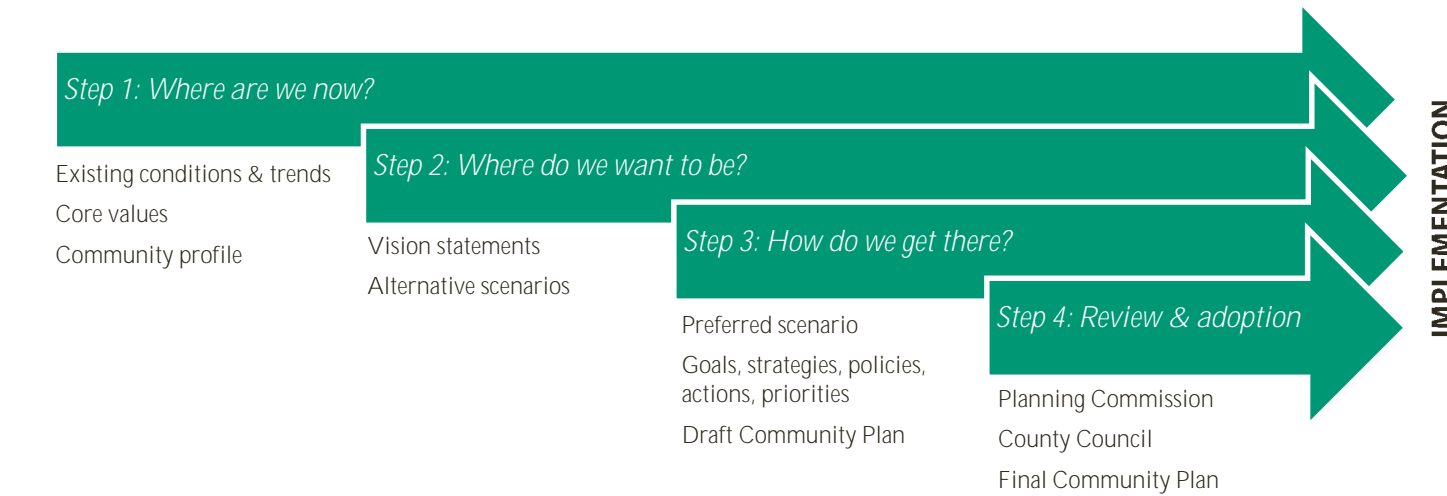 Step 1: Where are we now?
Existing conditions & trends
Core values
Community profile
Step 2: Where do we want to be?
Vision statements
Alternative scenarios
Step 3: How do we get there?
Preferred scenario
Goals, strategies, policies,
actions, priorities
Draft Community Plan
Step 4: Review & adoption
Planning Commission
County Council
Final Community Plan
IMPLEMENTATION